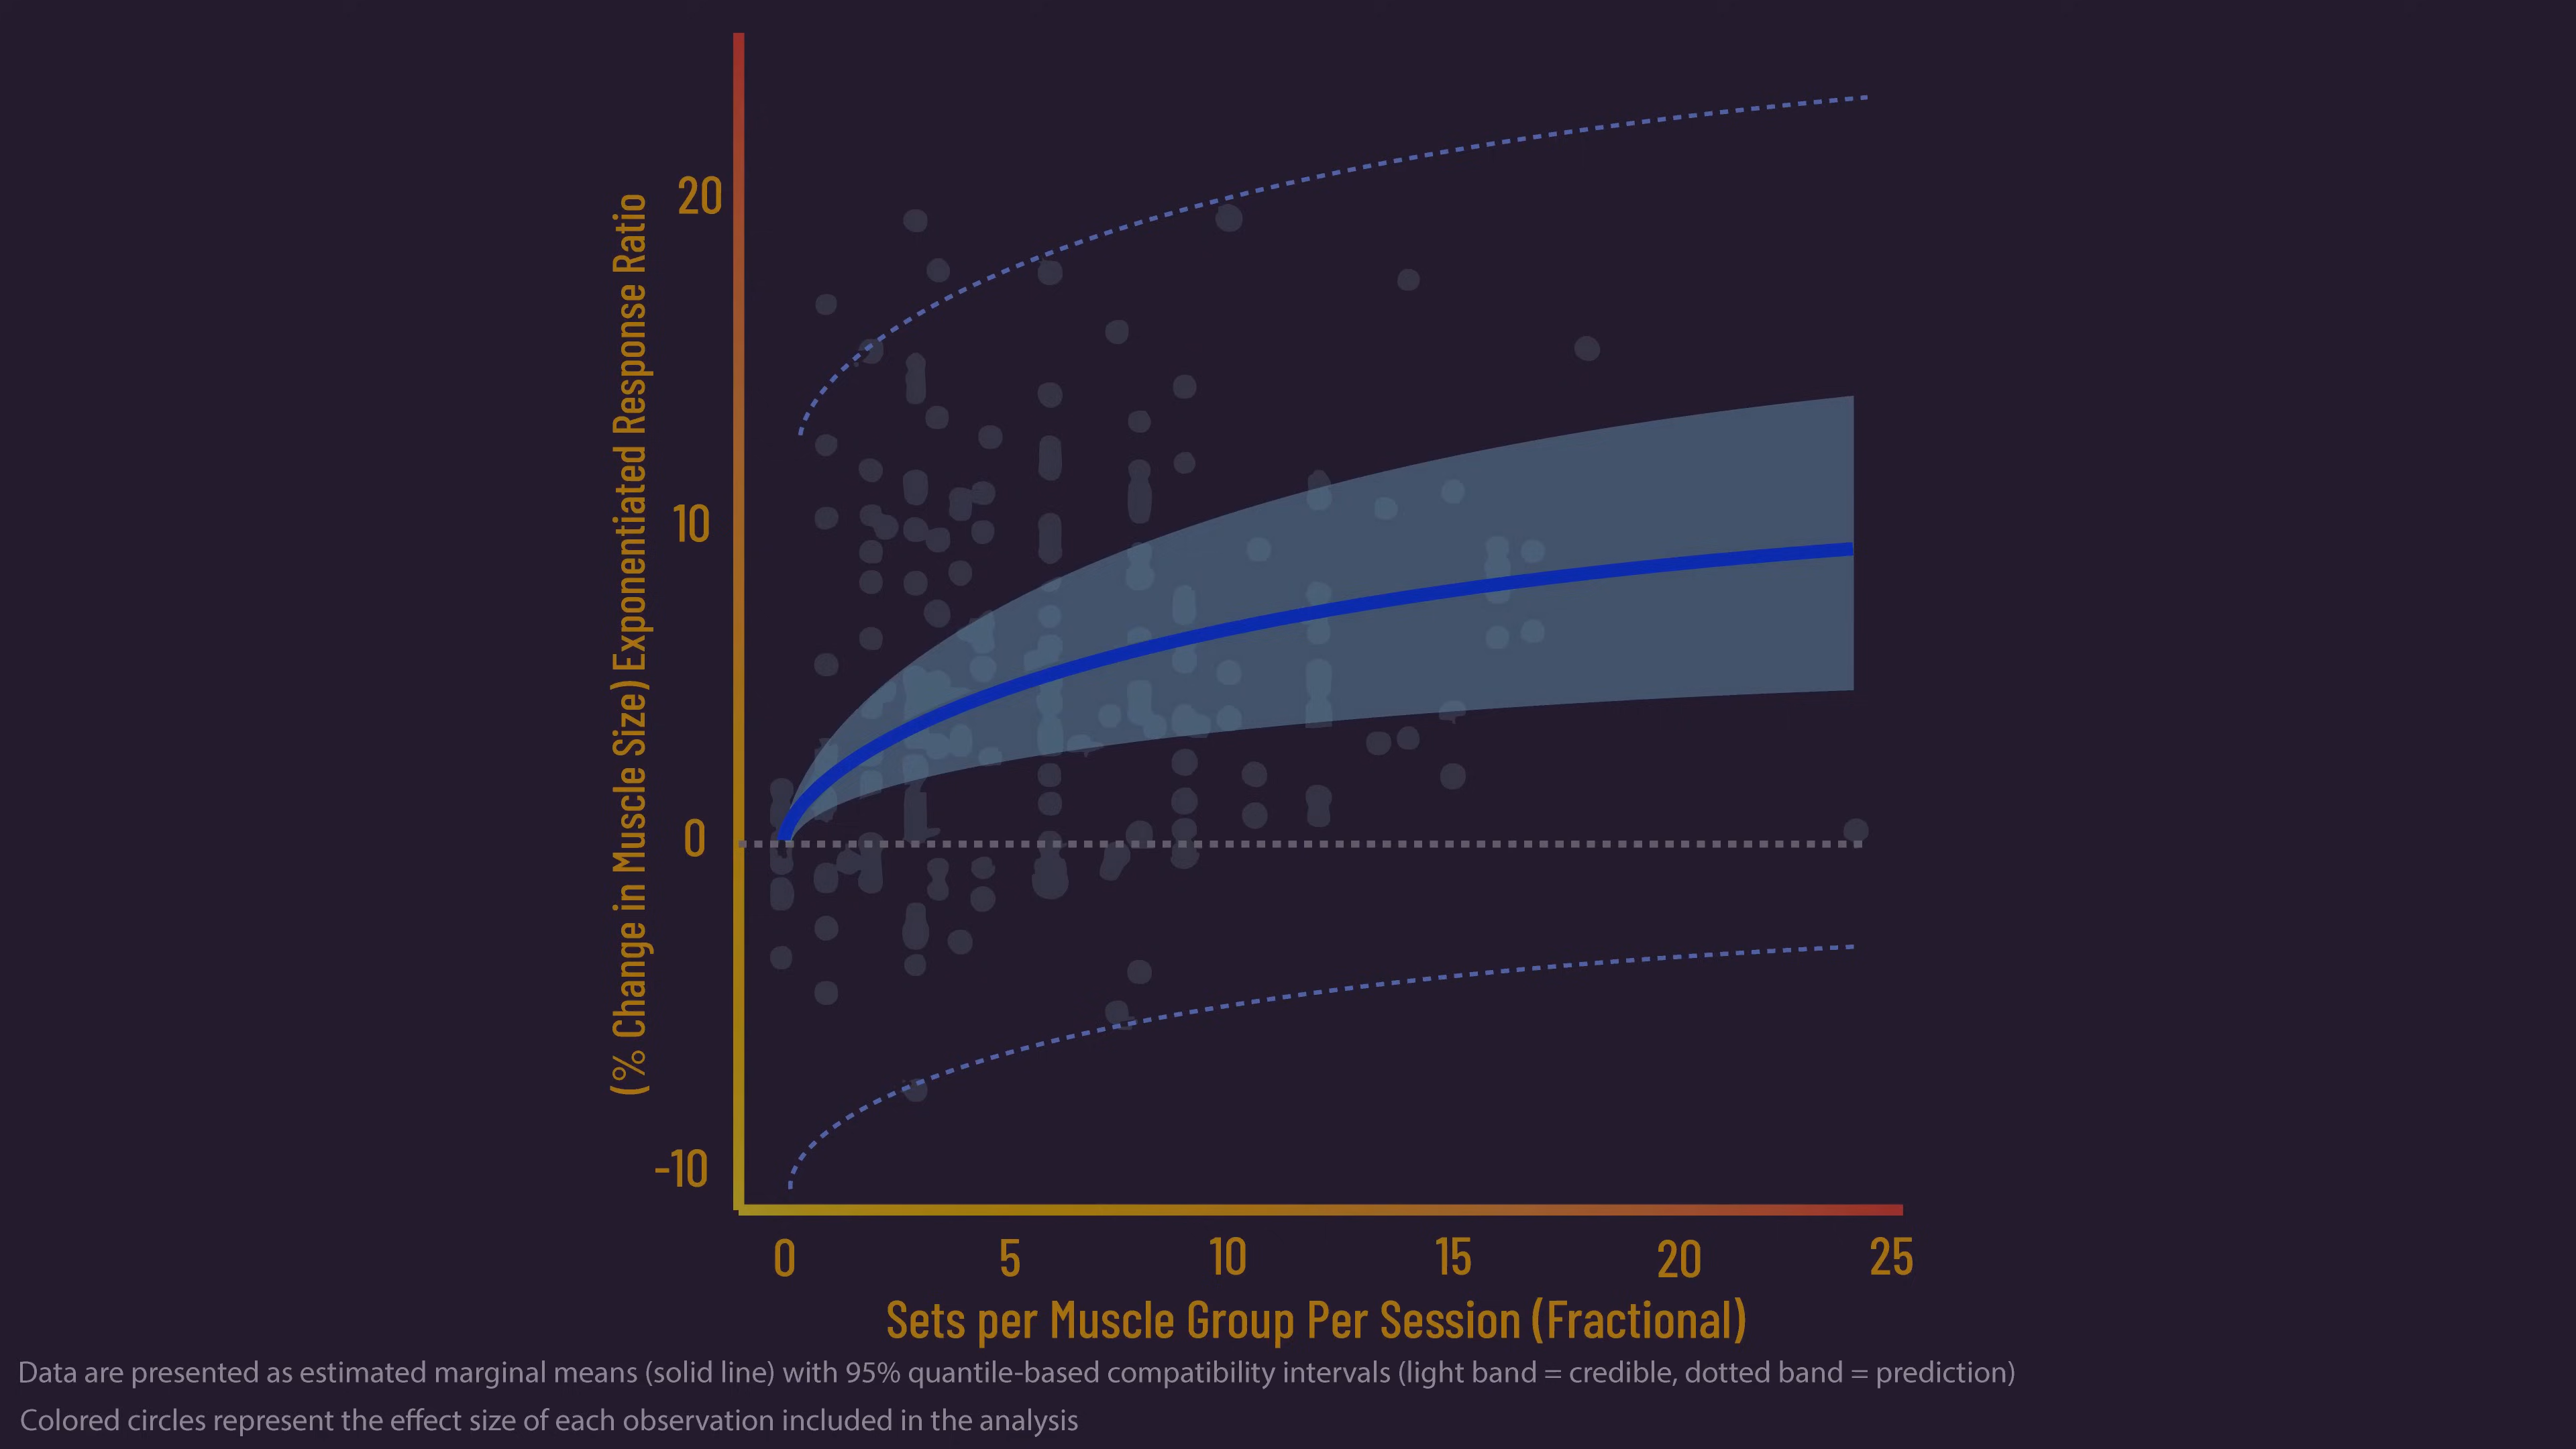 (% Change in Muscle Size) Exponentiated Response Ratio
20
10
0
-10
0 5 10 15 20 25
Sets per Muscle Group Per Session (Fractional)
Data are presented as estimated marginal means (solid line) with 95% quantile-based compatibility intervals (light band = credible, dotted band = prediction)
Colored circles represent the effect size of each observation included in the analysis